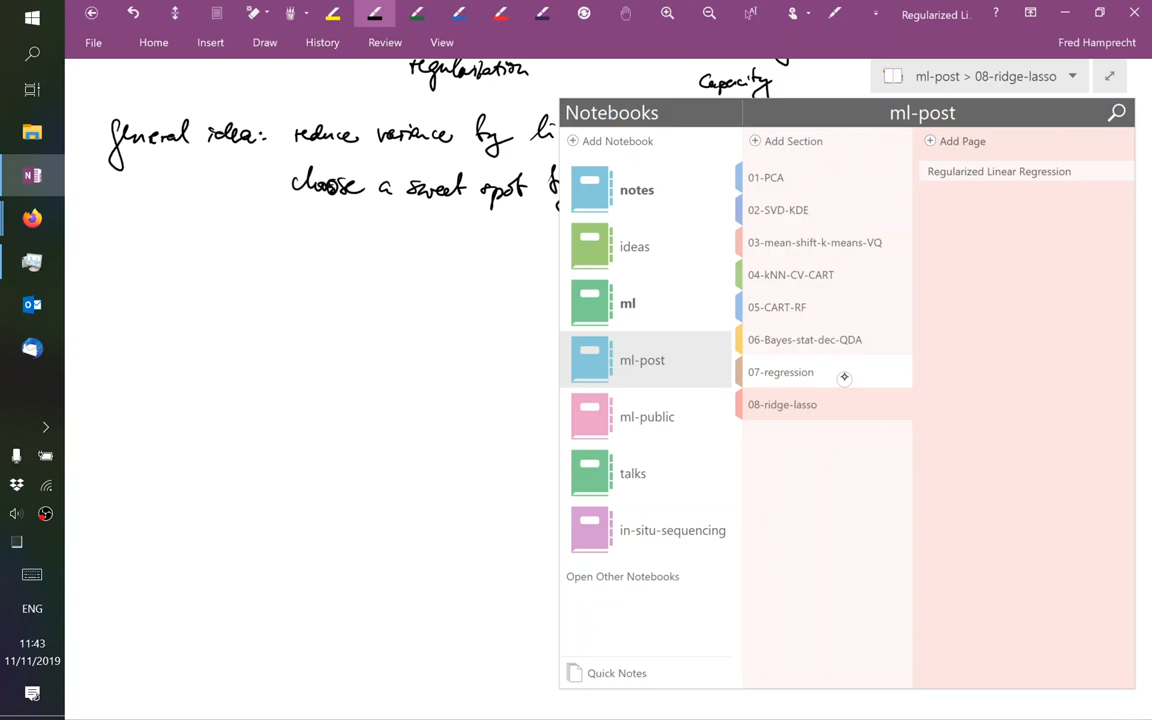 Regularized Li.
?
File
Home
Insert
Draw
History
Review
View
Fred Hamprecht
regularization
Capacity
ml-post > 08-ridge-lasso
general idea: reduce variance by li
choose a sweet spot
Notebooks
ml-post
Add Notebook
Add Section
Add Page
notes
ideas
ml
ml-post
ml-public
talks
in-situ-sequencing
Open Other Notebooks
Quick Notes
01-PCA
02-SVD-KDE
03-mean-shift-k-means-VQ
04-kNN-CV-CART
05-CART-RF
06-Bayes-stat-dec-QDA
07-regression
08-ridge-lasso
Regularized Linear Regression
ENG
11:43
11/11/2019